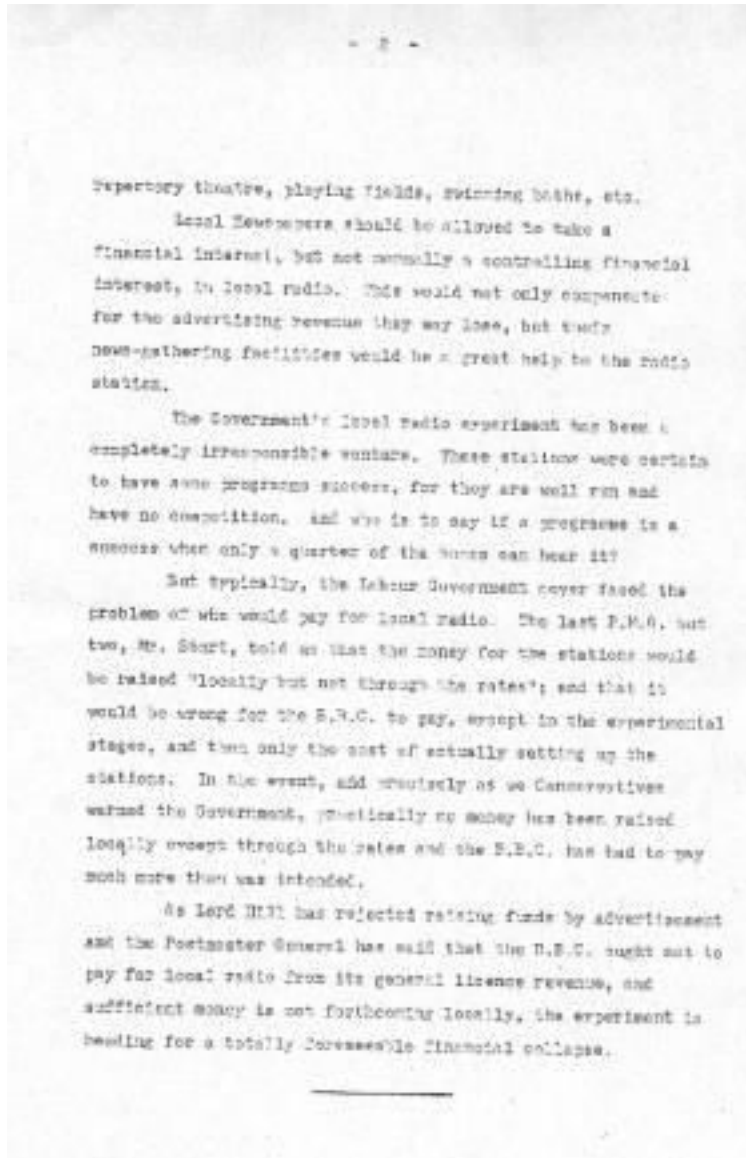 - 2 -
repertory theatre, playing fields, swimming baths, etc.
Local Newspapers should be allowed to take a
financial interest, but not normally a controlling financial
interest, in local radio. This would not only compensate
for the advertising revenue they may lose, but their
news-gathering facilities would be a great help to the radio
station.
The Government's local radio experiment has been a
completely irresponsible venture. These stations were certain
to have some programme success, for they are well run and
have no competition. And who is to say if a programme is a
success when only a quarter of the homes can hear it?
But typically, the Labour Government never faced the
problem of who would pay for local radio. The last P.M.G. but
two, Mr. Short, told us that the money for the stations would
be raised "locally but not through the rates"; and that it
would be wrong for the B.B.C. to pay, except in the experimental
stages, and then only the cost of actually setting up the
stations. In the event, and precisely as we Conservatives
warned the Government, practically no money has been raised
locally except through the rates and the B.B.C. has had to pay
much more than was intended.
As Lord Hill has rejected raising funds by advertisement
and the Postmaster General has said that the B.B.C. ought not to
pay for local radio from its general licence revenue, and
sufficient money is not forthcoming locally, the experiment is
heading for a totally foreseeable financial collapse.